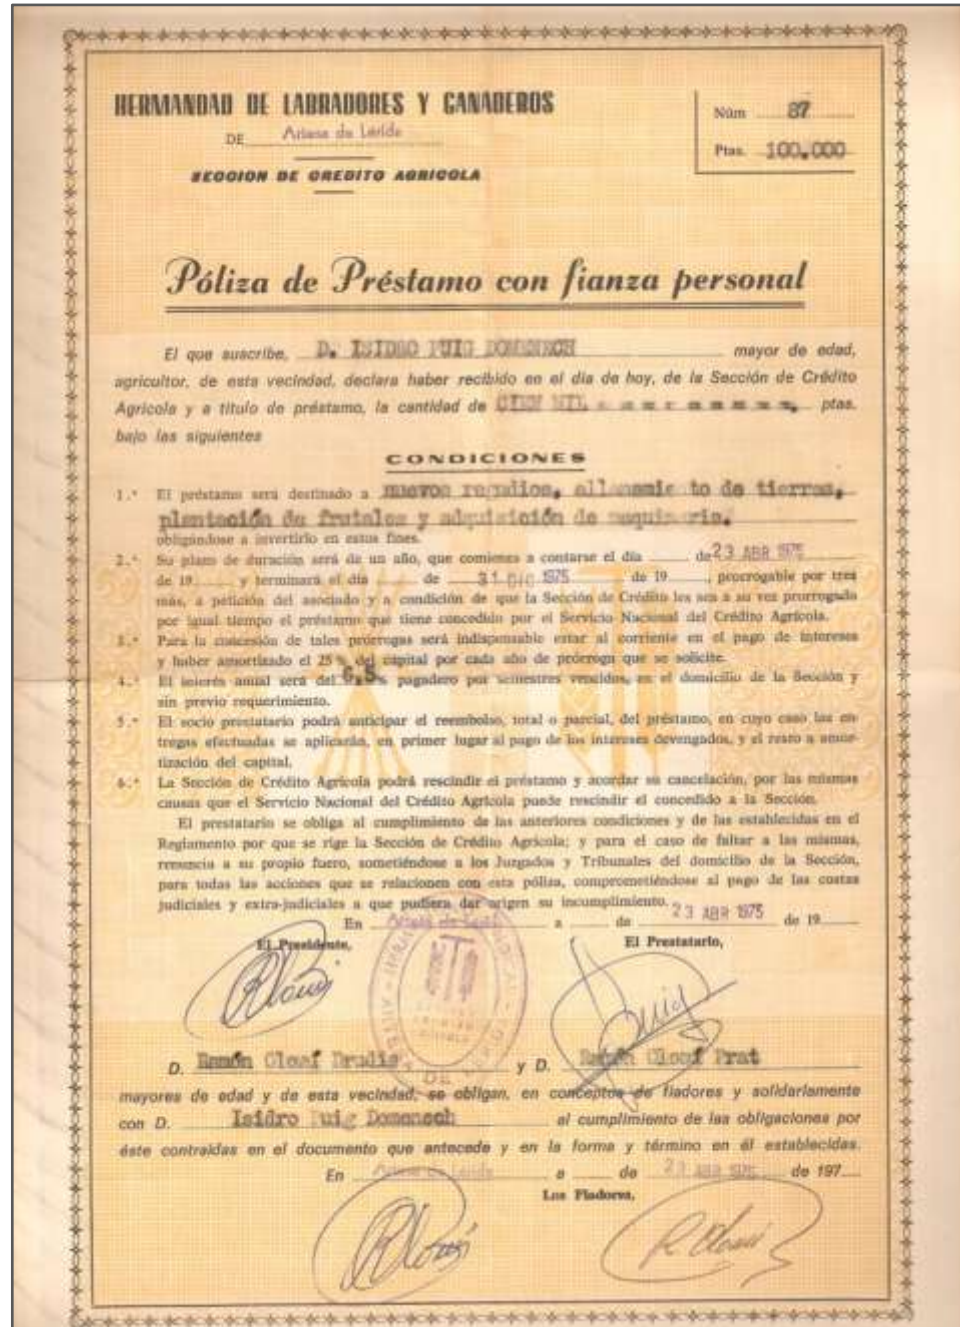 HERMANDAD DE LABRADORES Y GANADEROS
DE Artesa de Lérida
SECCION DE CREDITO AGRICOLA
Núm 87
Ptas. 100.000
Póliza de Préstamo con fianza personal
El que suscribe, D. ISIDRO PUIG DOMENECH mayor de edad,
agricultor, de esta vecindad, declara haber recibido en el día de hoy, de la Sección de Crédito
Agrícola y a título de préstamo, la cantidad de CIEN MIL = = = = = = = = =, ptas.
bajo las siguientes
CONDICIONES
1.ª El préstamo será destinado a nuevos regadios, allanamiento de tierras,
plantación de frutales y adquisición de maquinaria.
obligándose a invertirlo en estos fines.
2.ª Su plazo de duración será de un año, que comienza a contarse el día de 23 ABR 1975
de 19 y terminará el día de 31 DIC 1975 de 19 , prorrogable por tres
más, a petición del asociado y a condición de que la Sección de Crédito les sea a su vez prorrogado
por igual tiempo el préstamo que tiene concedido por el Servicio Nacional del Crédito Agrícola.
3.ª Para la concesión de tales prórrogas será indispensable estar al corriente en el pago de intereses
y haber amortizado el 25 % del capital por cada año de prórroga que se solicite.
4.ª El interés anual será del 6,5% pagadero por semestres vencidos, en el domicilio de la Sección y
sin previo requerimiento.
5.ª El socio prestatario podrá anticipar el reembolso, total o parcial, del préstamo, en cuyo caso las en-
tregas efectuadas se aplicarán, en primer lugar al pago de los intereses devengados, y el resto a amor-
tización del capital.
6.ª La Sección de Crédito Agrícola podrá rescindir el préstamo y acordar su cancelación, por las mismas
causas que el Servicio Nacional del Crédito Agrícola puede rescindir el concedido a la Sección.
El prestatario se obliga al cumplimiento de las anteriores condiciones y de las establecidas en el
Reglamento por que se rige la Sección de Crédito Agrícola; y para el caso de faltar a las mismas,
renuncia a su propio fuero, sometiéndose a los Juzgados y Tribunales del domicilio de la Sección,
para todas las acciones que se relacionen con esta póliza, comprometiéndose al pago de las costas
judiciales y extra-judiciales a que pudiera dar origen su incumplimiento.
En Artesa de Lérida a de 23 ABR 1975 de 19
El Presidente, El Prestatario,
Puig
D. Ramón Closaf Drudis y D. Ramón Closaf Prat
mayores de edad y de esta vecindad, se obligan, en conceptos de fiadores y solidariamente
con D. Isidro Puig Domenech al cumplimiento de las obligaciones por
éste contraidas en el documento que antecede y en la forma y término en él establecidas.
En Artesa de Lérida a de 23 ABR 1975 de 197
Los Fiadores,